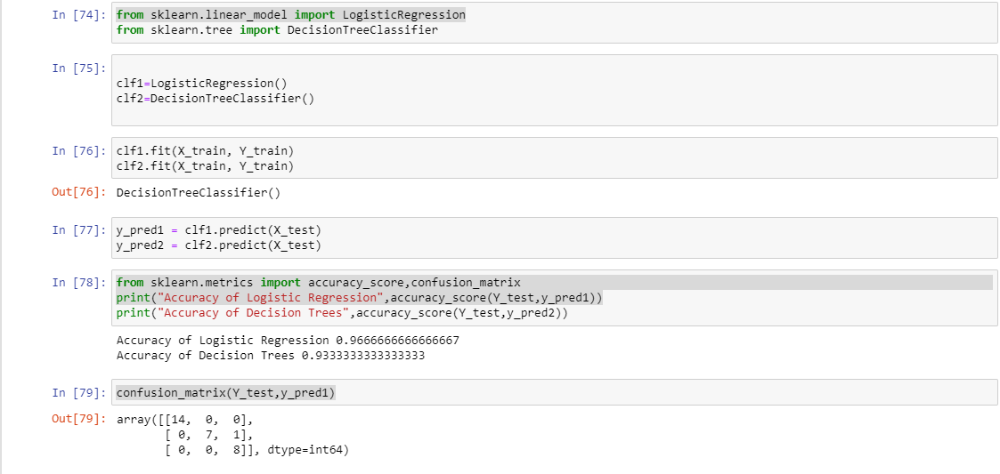 In [74]: from sklearn.linear_model import LogisticRegression
from sklearn.tree import DecisionTreeClassifier
In [75]:
clf1=LogisticRegression()
clf2=DecisionTreeClassifier()
In [76]: clf1.fit(X_train, Y_train)
clf2.fit(X_train, Y_train)
Out[76]: DecisionTreeClassifier()
In [77]: y_pred1 = clf1.predict(X_test)
y_pred2 = clf2.predict(X_test)
In [78]: from sklearn.metrics import accuracy_score,confusion_matrix
print("Accuracy of Logistic Regression",accuracy_score(Y_test,y_pred1))
print("Accuracy of Decision Trees",accuracy_score(Y_test,y_pred2))
Accuracy of Logistic Regression 0.9666666666666667
Accuracy of Decision Trees 0.9333333333333333
In [79]: confusion_matrix(Y_test,y_pred1)
Out[79]: array([[14, 0, 0],
[ 0, 7, 1],
[ 0, 0, 8]], dtype=int64)